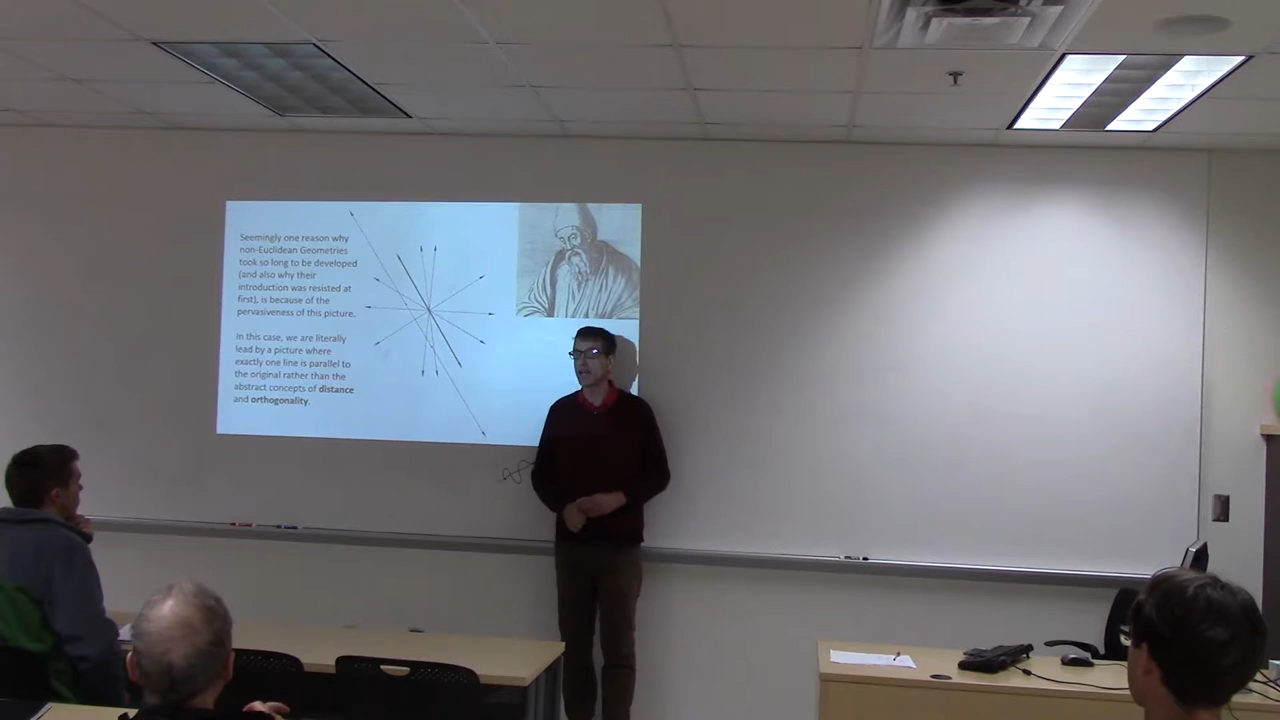 Seemingly one reason why
non-Euclidean Geometries
took so long to be developed
(and also why their
introduction was resisted at
first), is because of the
pervasiveness of this picture.
In this case, we are literally
lead by a picture where
exactly one line is parallel to
the original rather than the
abstract concepts of distance
and orthogonality.